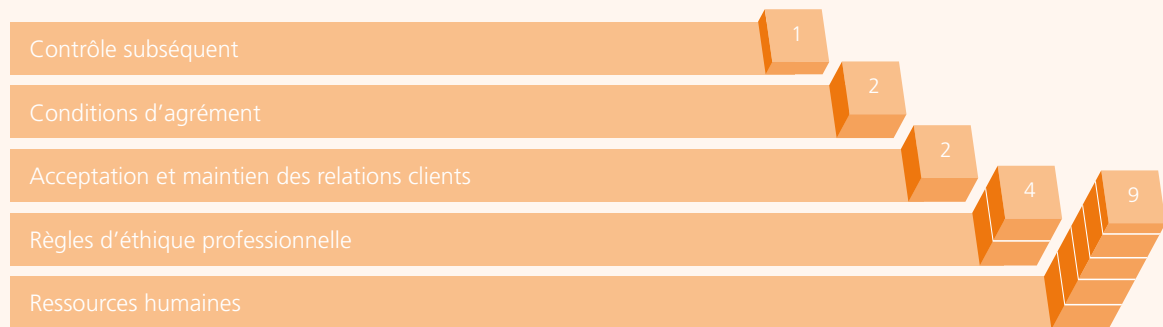 Contrôle subséquent
1
Conditions d'agrément
2
Acceptation et maintien des relations clients
2
Règles d'éthique professionnelle
4
Ressources humaines
9